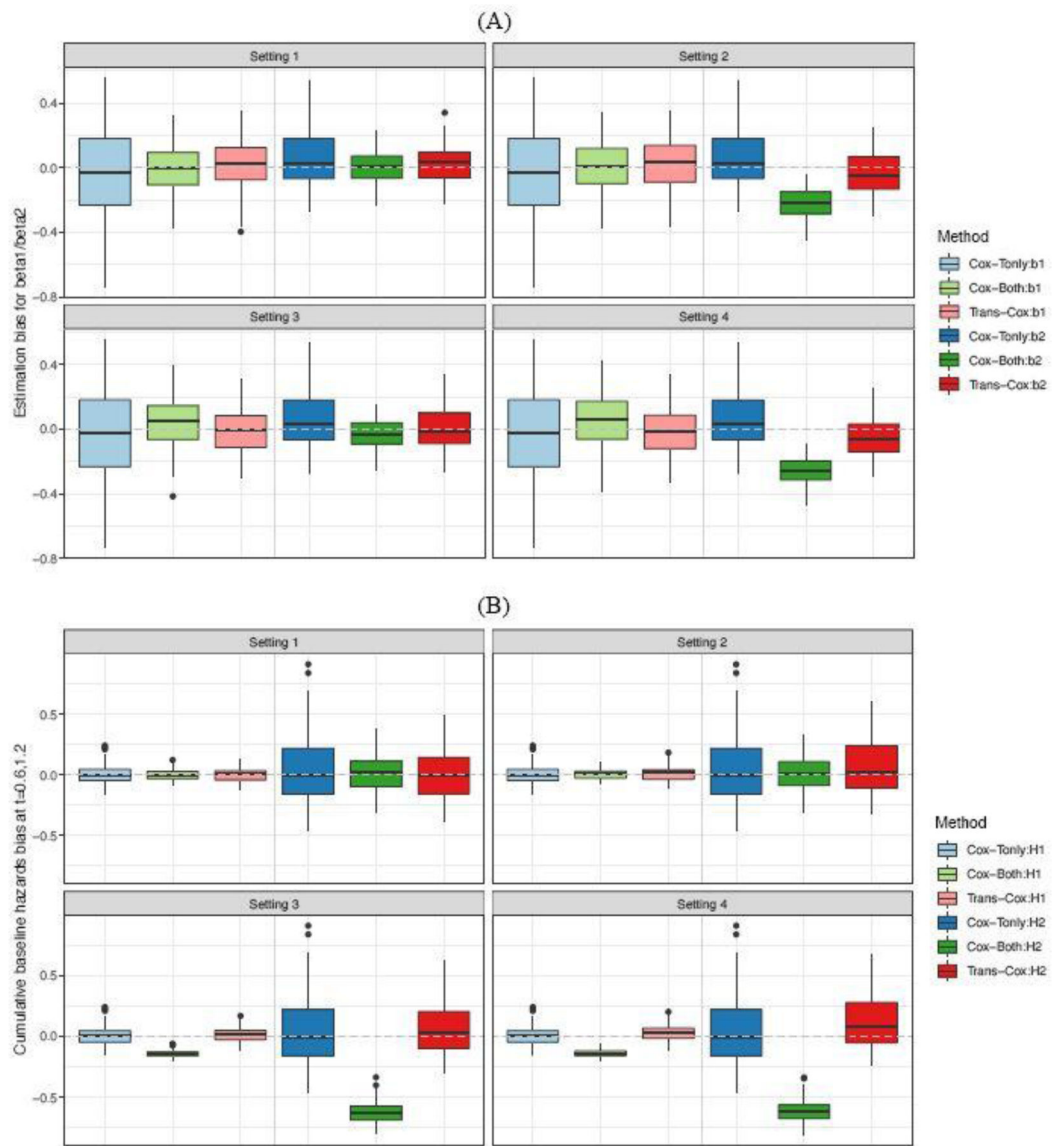 (A)
Setting 1
Setting 2
0.4
0.0
−0.4
−0.8
Setting 3
Setting 4
0.4
0.0
−0.4
−0.8
Estimation bias for beta1/beta2
Method
Cox−Tonly:b1
Cox−Both:b1
Trans−Cox:b1
Cox−Tonly:b2
Cox−Both:b2
Trans−Cox:b2
(B)
Setting 1
Setting 2
0.5
0.0
−0.5
Setting 3
Setting 4
0.5
0.0
−0.5
Cumulative baseline hazards bias at t=0.6,1.2
Method
Cox−Tonly:H1
Cox−Both:H1
Trans−Cox:H1
Cox−Tonly:H2
Cox−Both:H2
Trans−Cox:H2